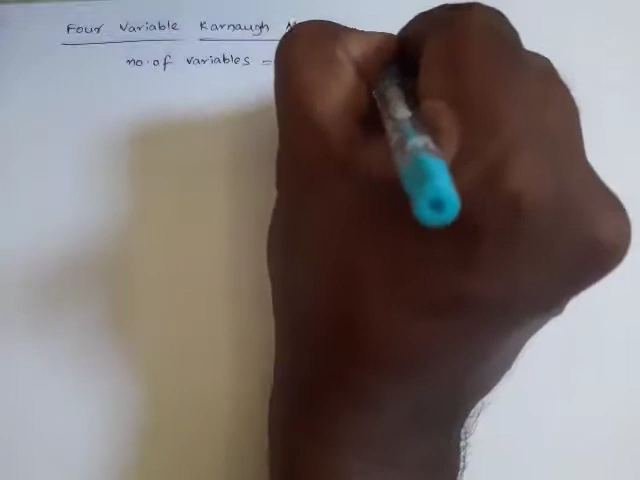 Four Variable Karnaugh
no. of variables =